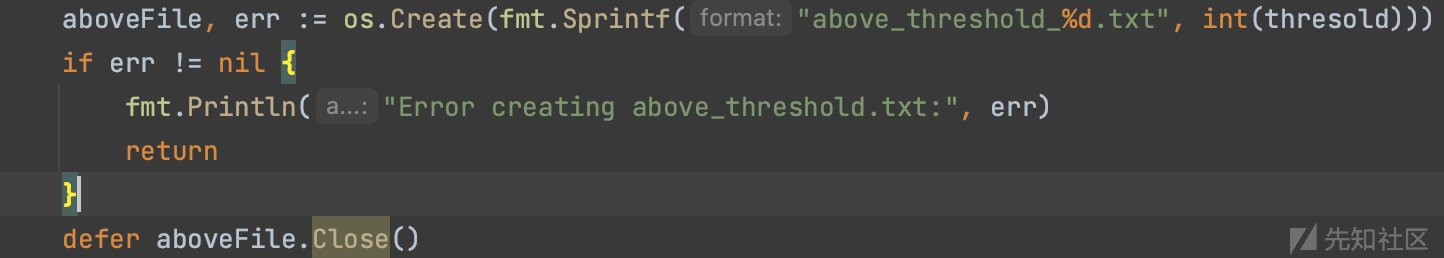 aboveFile, err := os.Create(fmt.Sprintf( format: "above_threshold_%d.txt", int(thresold)))
if err != nil {
fmt.Println( a...: "Error creating above_threshold.txt:", err)
return
}
defer aboveFile.Close()
先知社区